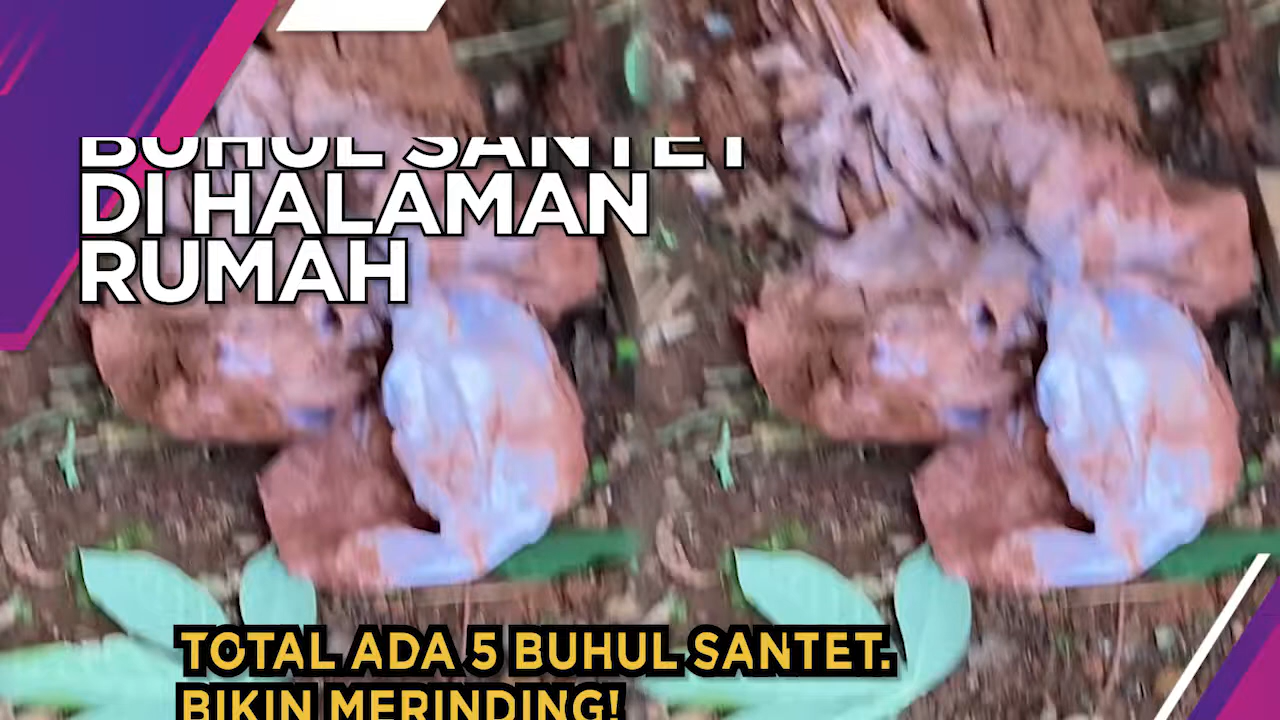 BUHUL SANTET
DI HALAMAN
RUMAH
TOTAL ADA 5 BUHUL SANTET.
BIKIN MERINDING!